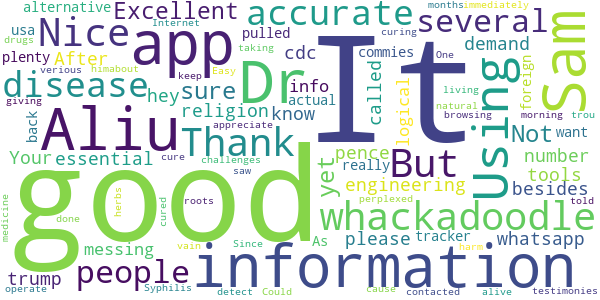 alternative Excellent accurate several months immediately
usa Nice app Dr It Sam
drugs Internet taking curing One
plenty After pulled cdc commies demand
verious himabout keep Easy
disease hey sure info called logical foreign
giving actual Using natural living
Aliu religion know yet Not want
back Thank But browsing morning trou
Your essential appreciate challenges pence really number
cure saw engineering tools perplexed told
good whackadoodle besides
medicine done herbs cured roots
messing vain Since As please tracker whatsapp
trump people information harm
operate Syphilis detect Could cause contacted alive testimonies